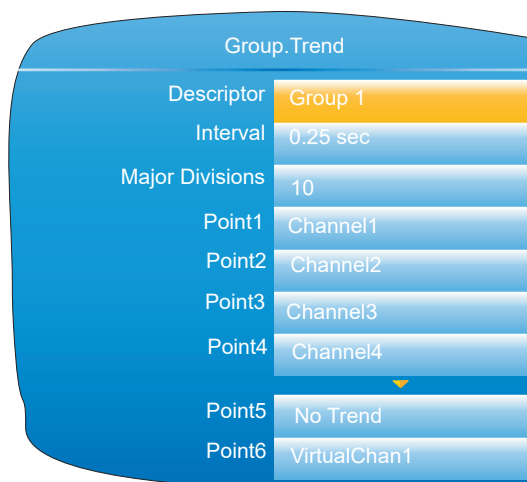 Group.Trend
Descriptor Group 1
Interval 0.25 sec
Major Divisions 10
Point1 Channel1
Point2 Channel2
Point3 Channel3
Point4 Channel4
Point5 No Trend
Point6 VirtualChan1